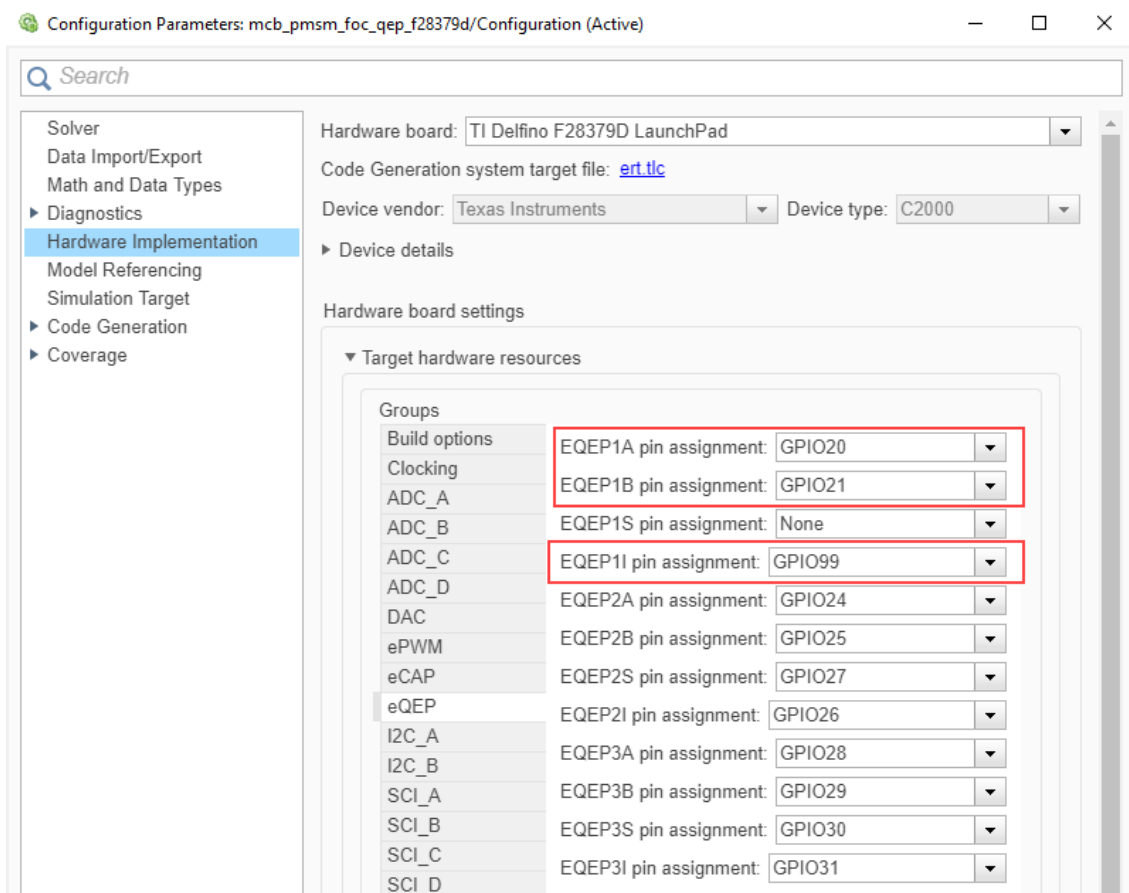 Configuration Parameters: mcb_pmsm_foc_qep_f28379d/Configuration (Active)
Search
Solver
Data Import/Export
Math and Data Types
Diagnostics
Hardware Implementation
Model Referencing
Simulation Target
Code Generation
Coverage
Hardware board: TI Delfino F28379D LaunchPad
Code Generation system target file: ert.tlc
Device vendor: Texas Instruments Device type: C2000
Device details
Hardware board settings
Target hardware resources
Groups
Build options
Clocking
ADC_A
ADC_B
ADC_C
ADC_D
DAC
ePWM
eCAP
eQEP
I2C_A
I2C_B
SCI_A
SCI_B
SCI_C
SCI_D
EQEP1A pin assignment: GPIO20
EQEP1B pin assignment: GPIO21
EQEP1S pin assignment: None
EQEP1I pin assignment: GPIO99
EQEP2A pin assignment: GPIO24
EQEP2B pin assignment: GPIO25
EQEP2S pin assignment: GPIO27
EQEP2I pin assignment: GPIO26
EQEP3A pin assignment: GPIO28
EQEP3B pin assignment: GPIO29
EQEP3S pin assignment: GPIO30
EQEP3I pin assignment: GPIO31